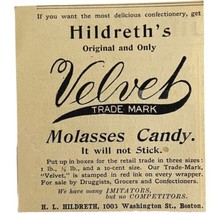 If you want the most delicious confectionery, get
Hildreth's
Original and Only
Velvet
TRADE MARK
Molasses Candy.
It will not Stick.
Put up in boxes for the retail trade in three sizes:
1 lb., ½ lb., and to cost 10c. Our Trade-Mark,
"Velvet," is stamped in red ink on every wrapper.
For sale by Druggists, Grocers and Confectioners.
We have many IMITATORS,
but no COMPETITORS.
H. L. HILDRETH, 1003 Washington St., Boston.